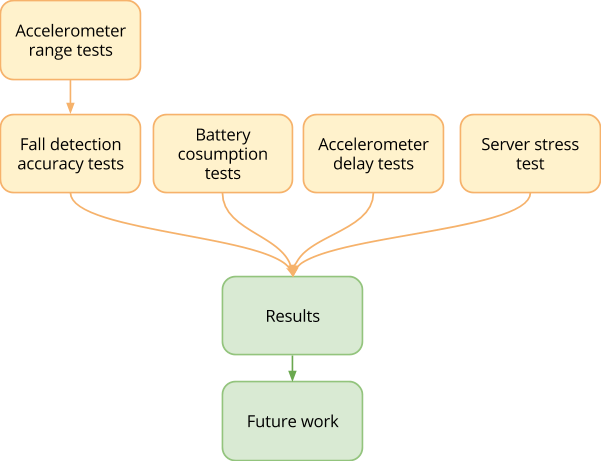 Accelerometer
range tests
Fall detection
accuracy tests
Battery
cosumption
tests
Accelerometer
delay tests
Server stress
test
Results
Future work